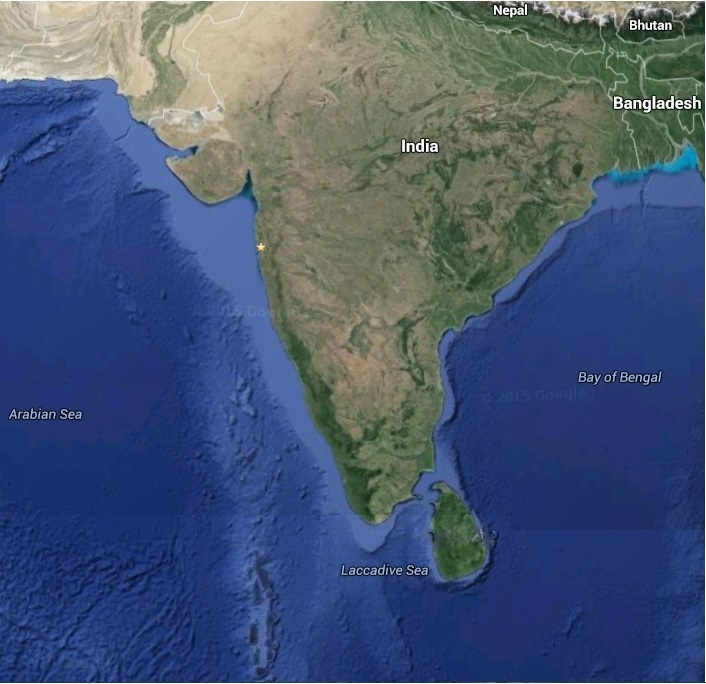 Nepal
Bhutan
Bangladesh
India
Bay of Bengal
© 2015 Google
Arabian Sea
Laccadive Sea